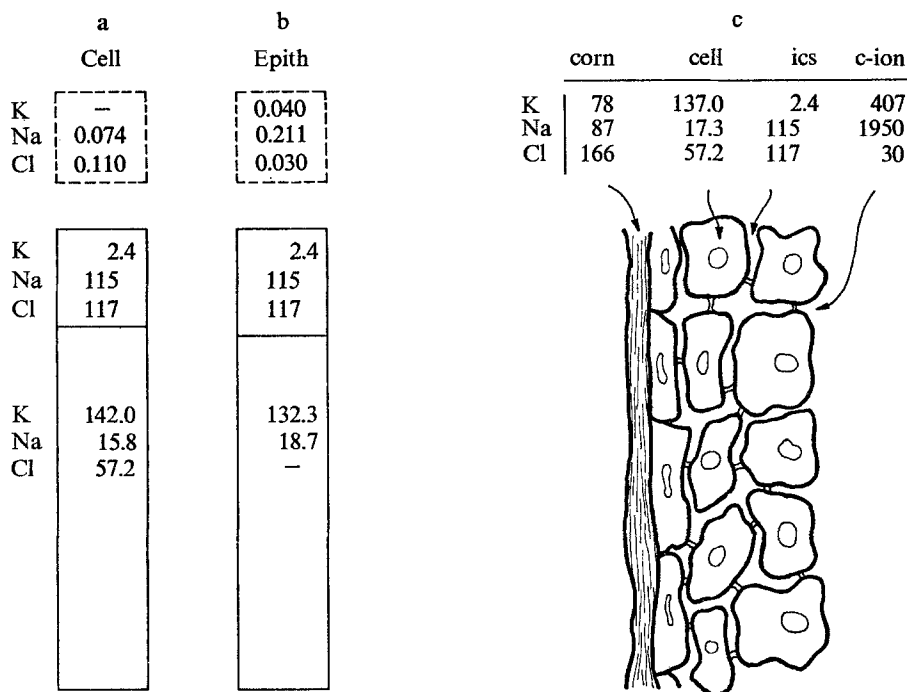 a
Cell
K –
Na 0.074
Cl 0.110
K 2.4
Na 115
Cl 117
K 142.0
Na 15.8
Cl 57.2
b
Epith
0.040
0.211
0.030
2.4
115
117
132.3
18.7
–
c
corn cell ics c-ion
K 78 137.0 2.4 407
Na 87 17.3 115 1950
Cl 166 57.2 117 30